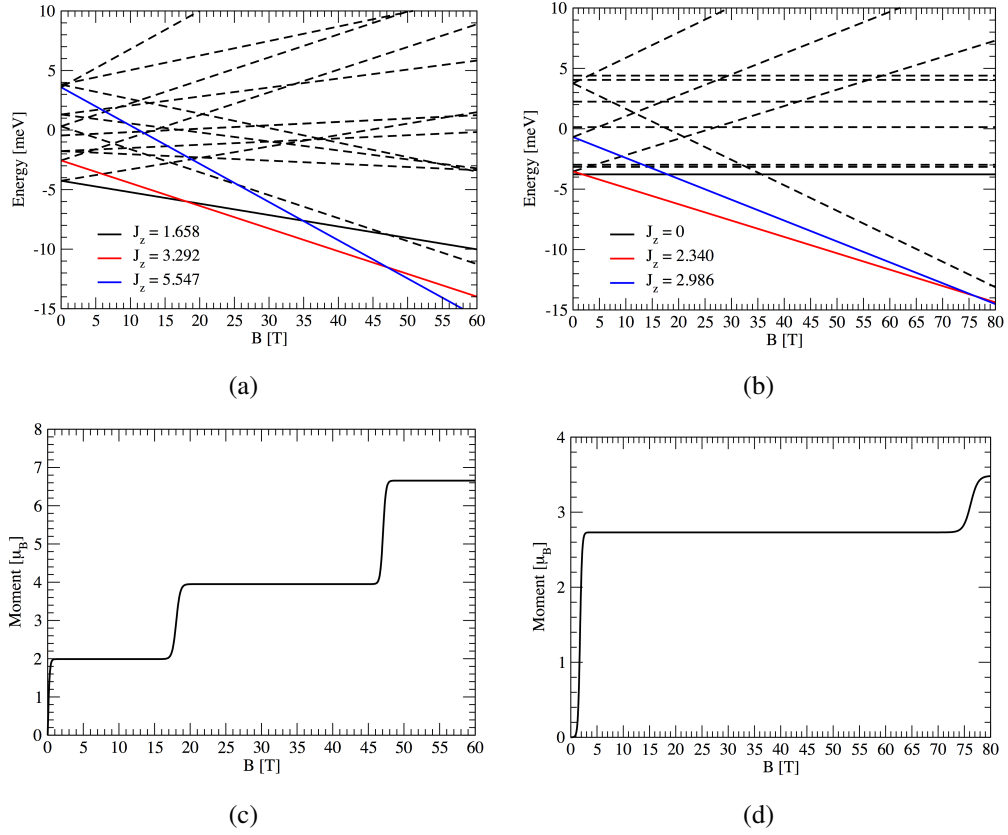 10
5
0
-5
-10
-15
Energy [meV]
J_z = 1.658
J_z = 3.292
J_z = 5.547
0 5 10 15 20 25 30 35 40 45 50 55 60
B [T]
(a)
10
5
0
-5
-10
-15
Energy [meV]
J_z = 0
J_z = 2.340
J_z = 2.986
0 5 10 15 20 25 30 35 40 45 50 55 60 65 70 75 80
B [T]
(b)
8
7
6
5
4
3
2
1
0
Moment [μ_B]
0 5 10 15 20 25 30 35 40 45 50 55 60
B [T]
(c)
4
3
2
1
0
Moment [μ_B]
0 5 10 15 20 25 30 35 40 45 50 55 60 65 70 75 80
B [T]
(d)